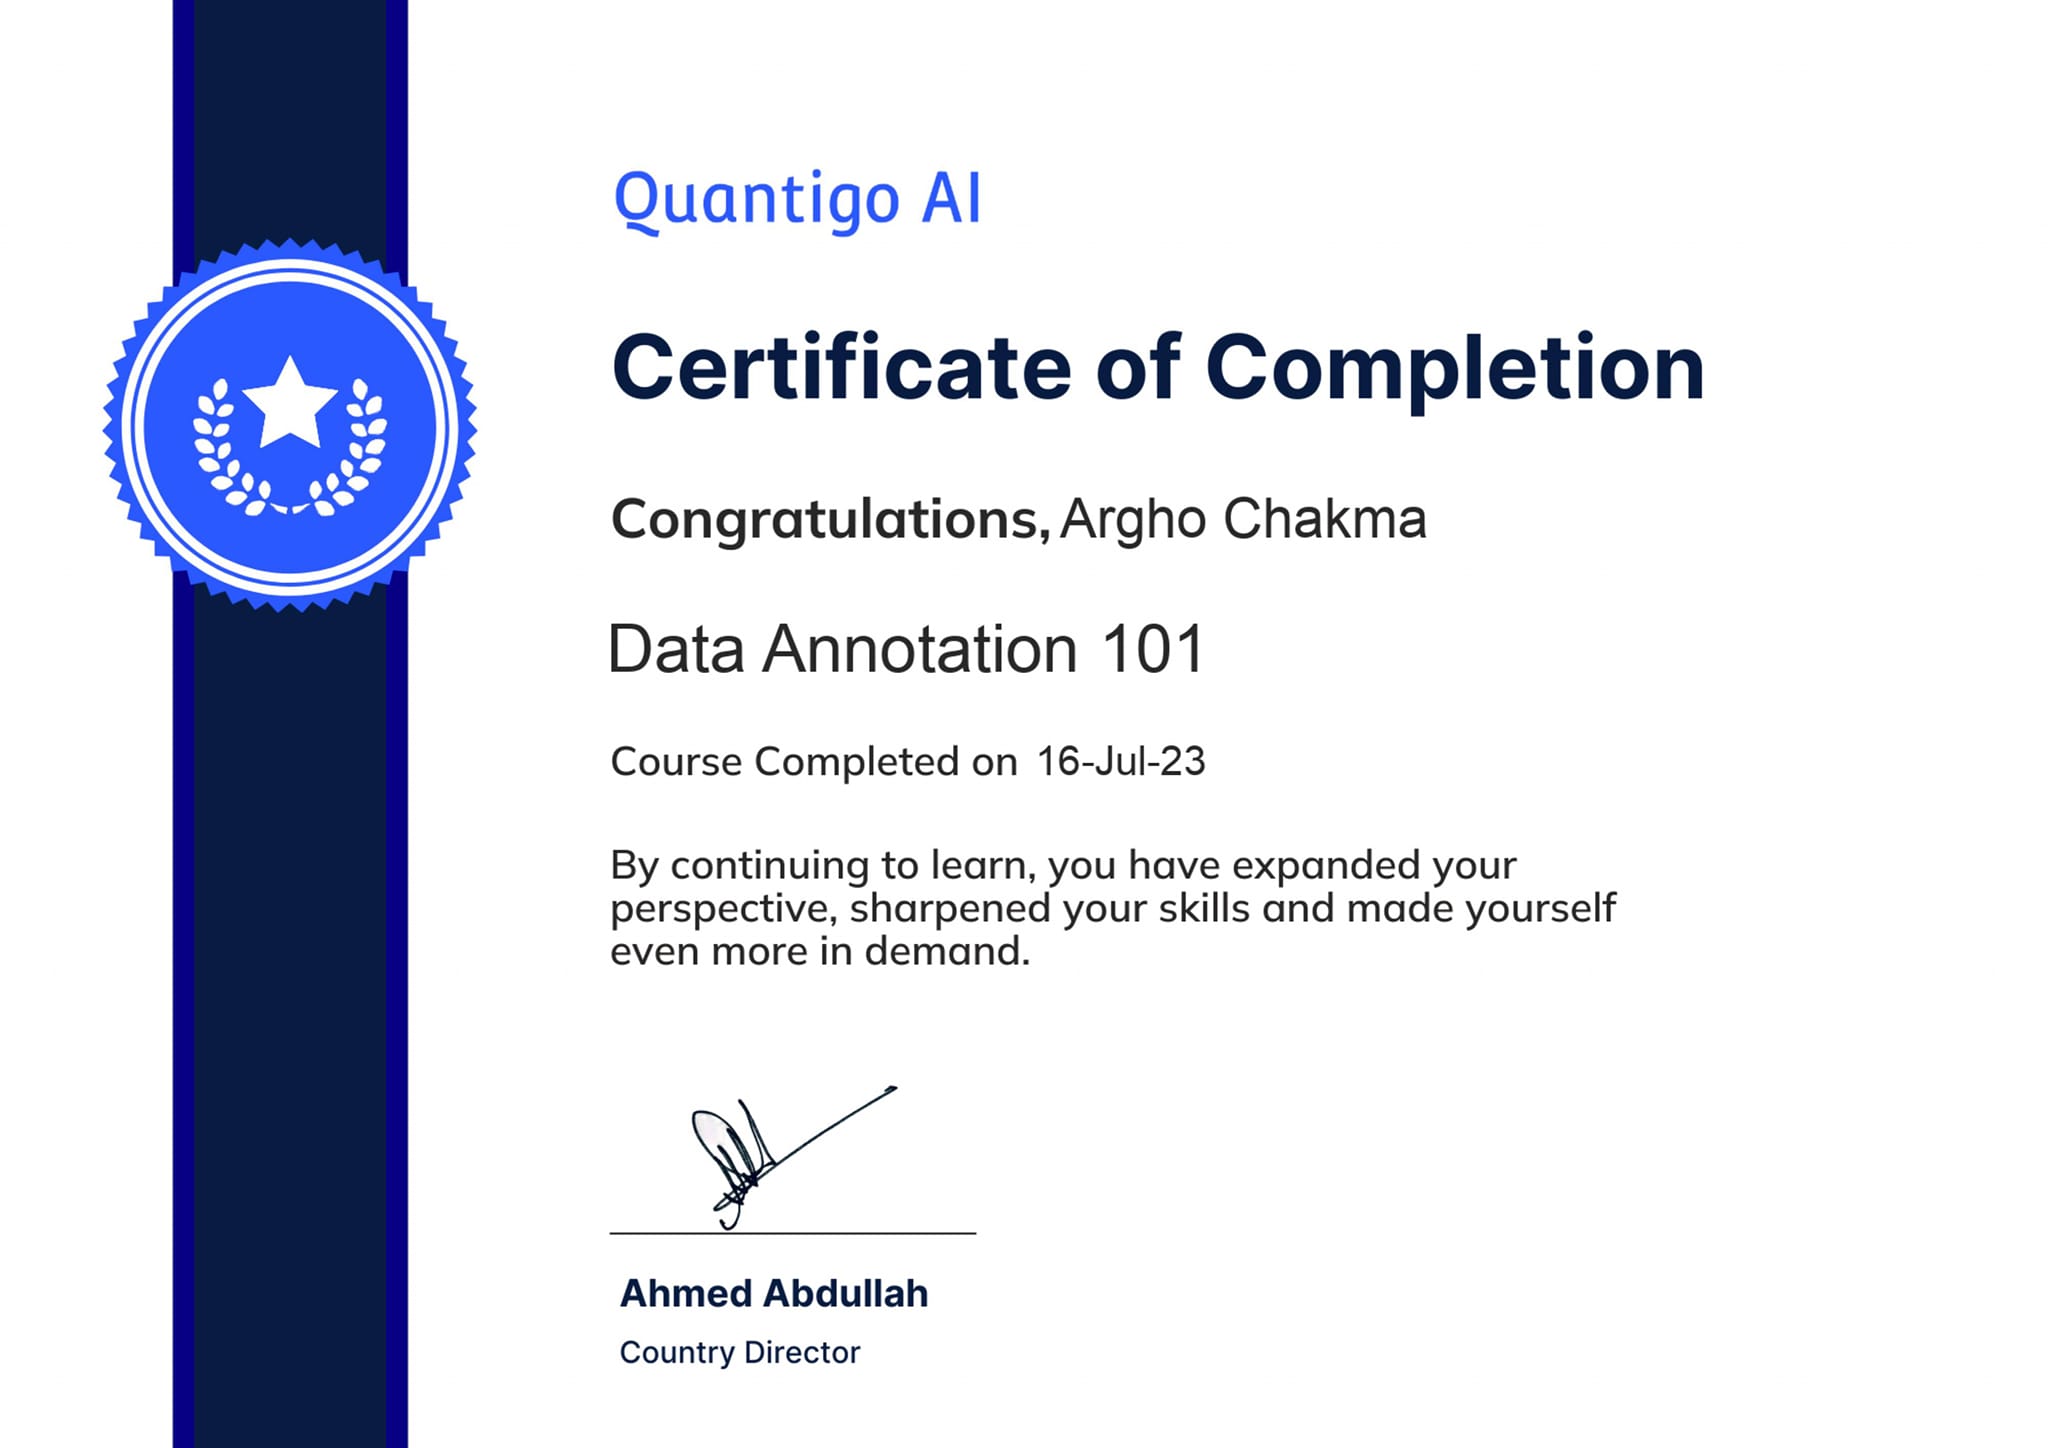 Quantigo AI
Certificate of Completion
Congratulations, Argho Chakma
Data Annotation 101
Course Completed on 16-Jul-23
By continuing to learn, you have expanded your
perspective, sharpened your skills and made yourself
even more in demand.
Ahmed Abdullah
Country Director